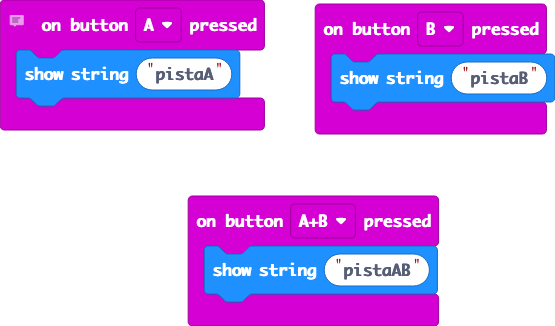 on button A pressed
show string "pistaA"
on button B pressed
show string "pistaB"
on button A+B pressed
show string "pistaAB"